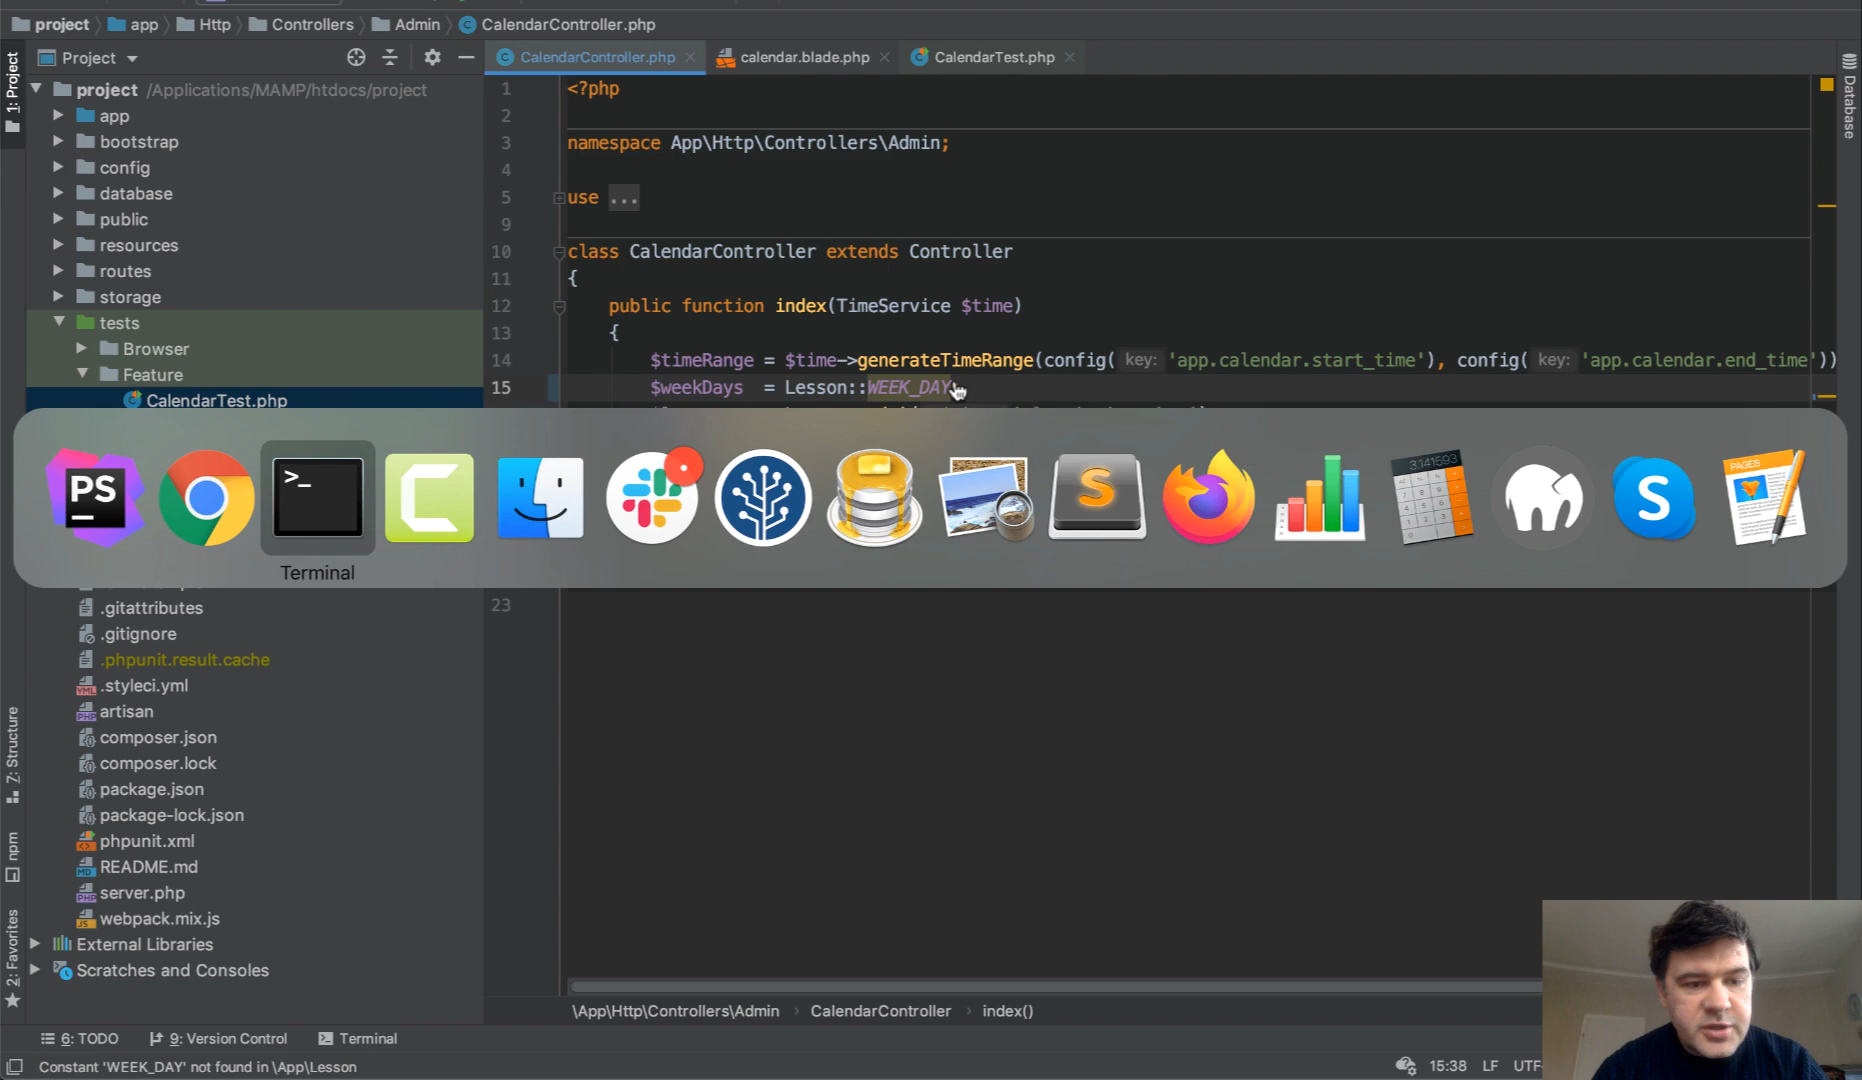 project app Http Controllers Admin CalendarController.php
1: Project
Project
CalendarController.php
calendar.blade.php
CalendarTest.php
Database
project /Applications/MAMP/htdocs/project
app
bootstrap
config
database
public
resources
routes
storage
tests
Browser
Feature
CalendarTest.php
1 <?php
2
3 namespace App\Http\Controllers\Admin;
4
5 use ...
9
10 class CalendarController extends Controller
11 {
12 public function index(TimeService $time)
13 {
14 $timeRange = $time->generateTimeRange(config( key: 'app.calendar.start_time'), config( key: 'app.calendar.end_time'))
15 $weekDays = Lesson::WEEK_DAY
PS
>_
3.141593
S
S
PAGES
Terminal
23
.gitattributes
.gitignore
.phpunit.result.cache
.styleci.yml
artisan
composer.json
composer.lock
package.json
package-lock.json
phpunit.xml
README.md
server.php
webpack.mix.js
External Libraries
Scratches and Consoles
7: Structure
npm
2: Favorites
\App\Http\Controllers\Admin › CalendarController › index()
6: TODO 9: Version Control Terminal
Constant 'WEEK_DAY' not found in \App\Lesson
15:38 LF UTF-